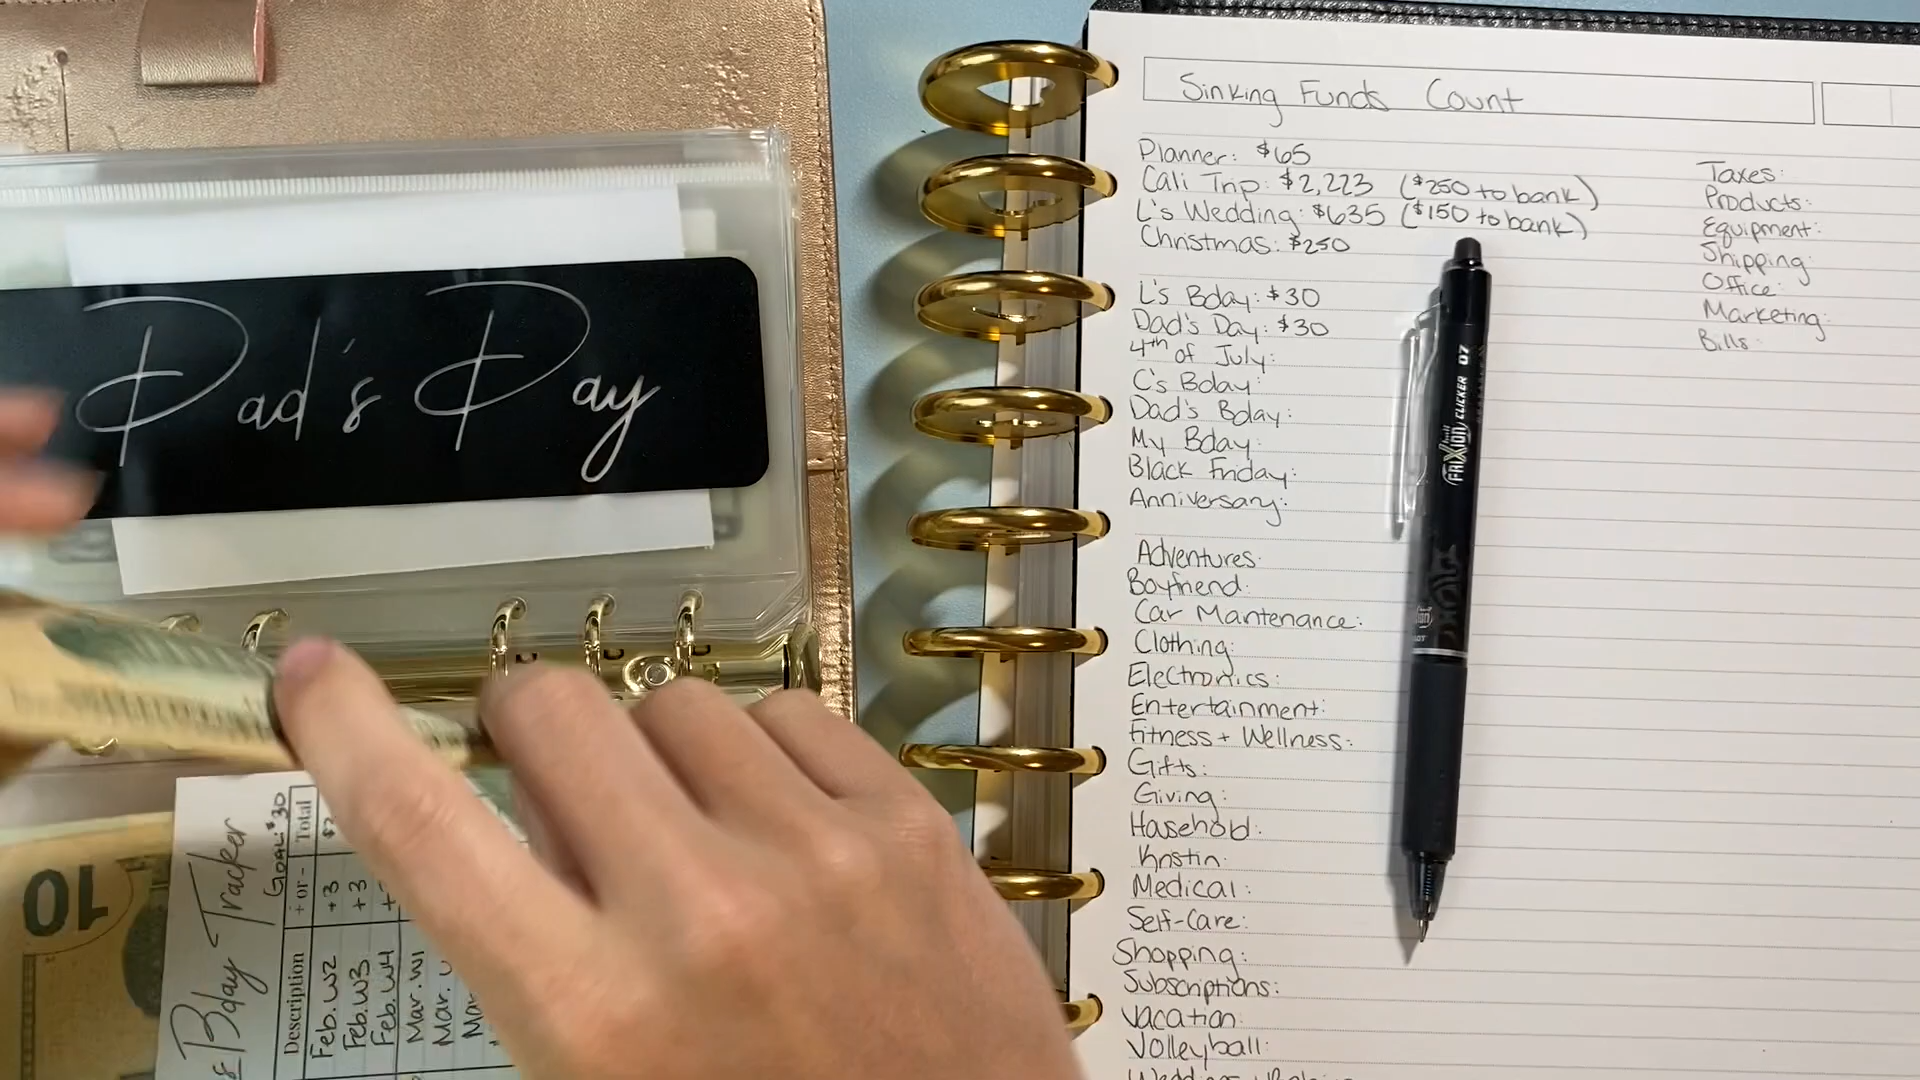 Dad's Day
10
Bday Tracker
GOAL: $30
Description
+ or -
Total
Feb. W2 +3
Feb. W3 +3
Feb. W4
Mar. W1
Mar.
Sinking Funds Count
Planner: $65
Cali Trip: $2,223 ($250 to bank)
L's Wedding: $635 ($150 to bank)
Christmas: $250
L's Bday: $30
Dad's Day: $30
4th of July:
C's Bday:
Dad's Bday:
My Bday:
Black Friday:
Anniversary:
Adventures:
Boyfriend:
Car Mantenance:
Clothing:
Electronics:
Entertainment:
Fitness + Wellness:
Gifts:
Giving:
Household:
Kristin:
Medical:
Self-Care:
Shopping:
Subscriptions:
Vacation:
Volleyball:
Taxes:
Products:
Equipment:
Shipping:
Office:
Marketing:
Bills:
FRIXION CLICKER 07